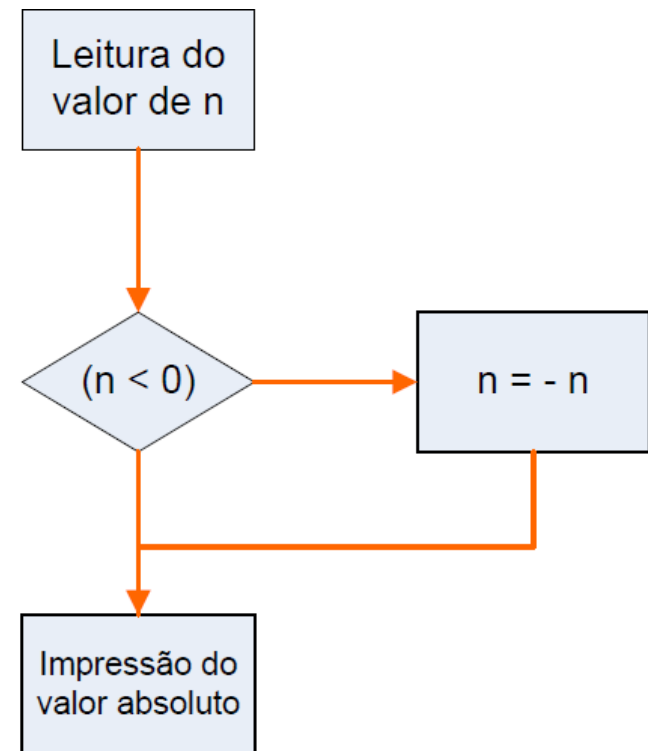 Leitura do
valor de n
(n < 0)
n = - n
Impressão do
valor absoluto